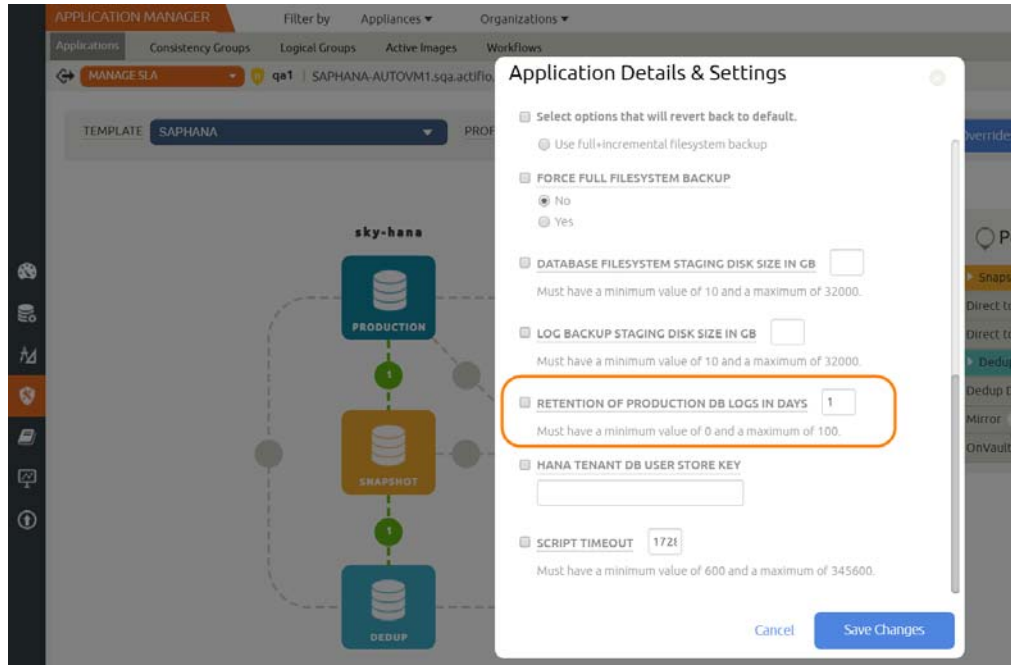 APPLICATION MANAGER
Filter by
Appliances
Organizations
Applications
Consistency Groups
Logical Groups
Active Images
Workflows
MANAGE SLA
qa1 | SAPHANA-AUTOVM1.sqa.actifio.
TEMPLATE
SAPHANA
sky-hana
PRODUCTION
1
SNAPSHOT
1
DEDUP
Application Details & Settings
Select options that will revert back to default.
Use full+incremental filesystem backup
FORCE FULL FILESYSTEM BACKUP
No
Yes
DATABASE FILESYSTEM STAGING DISK SIZE IN GB
Must have a minimum value of 10 and a maximum of 32000.
LOG BACKUP STAGING DISK SIZE IN GB
Must have a minimum value of 10 and a maximum of 32000.
RETENTION OF PRODUCTION DB LOGS IN DAYS 1
Must have a minimum value of 0 and a maximum of 100.
HANA TENANT DB USER STORE KEY
SCRIPT TIMEOUT 1728
Must have a minimum value of 600 and a maximum of 345600.
Cancel
Save Changes
Direct to
Direct to
Mirror
OnVault